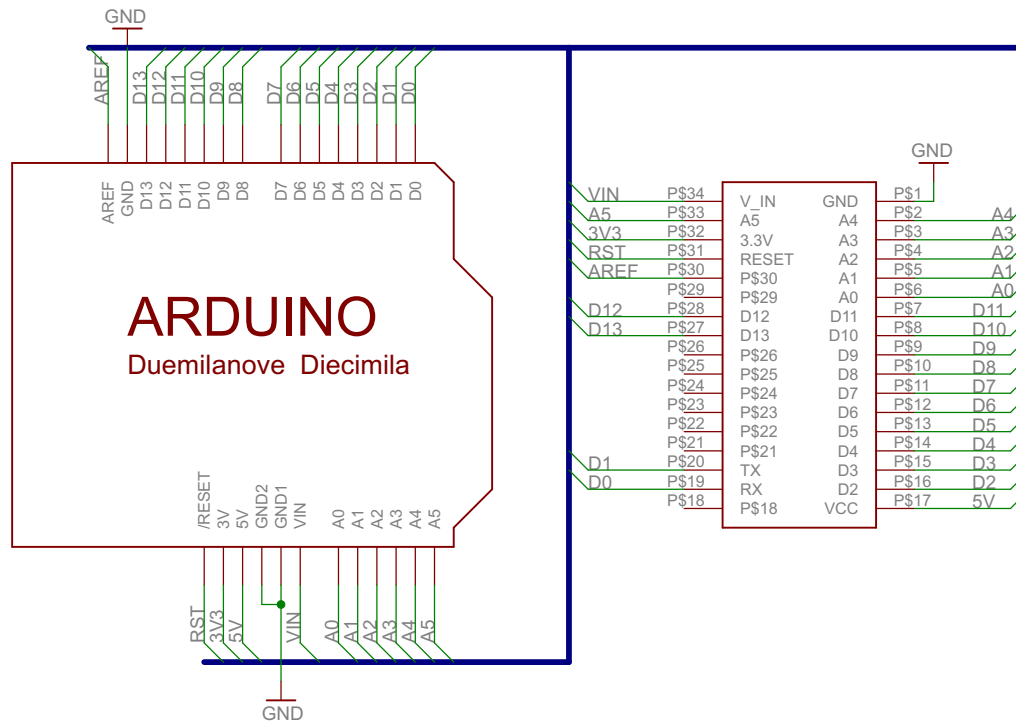 GND
AREF D13 D12 D11 D10 D9 D8 D7 D6 D5 D4 D3 D2 D1 D0
AREF GND D13 D12 D11 D10 D9 D8 D7 D6 D5 D4 D3 D2 D1 D0
ARDUINO
Duemilanove Diecimila
/RESET 3V 5V GND2 GND1 VIN A0 A1 A2 A3 A4 A5
RST 3V3 5V VIN A0 A1 A2 A3 A4 A5
GND
GND
VIN P$34 V_IN GND P$1
A5 P$33 A5 A4 P$2 A4
3V3 P$32 3.3V A3 P$3 A3
RST P$31 RESET A2 P$4 A2
AREF P$30 P$30 A1 P$5 A1
P$29 P$29 A0 P$6 A0
D12 P$28 D12 D11 P$7 D11
D13 P$27 D13 D10 P$8 D10
P$26 P$26 D9 P$9 D9
P$25 P$25 D8 P$10 D8
P$24 P$24 D7 P$11 D7
P$23 P$23 D6 P$12 D6
P$22 P$22 D5 P$13 D5
P$21 P$21 D4 P$14 D4
D1 P$20 TX D3 P$15 D3
D0 P$19 RX D2 P$16 D2
P$18 P$18 VCC P$17 5V